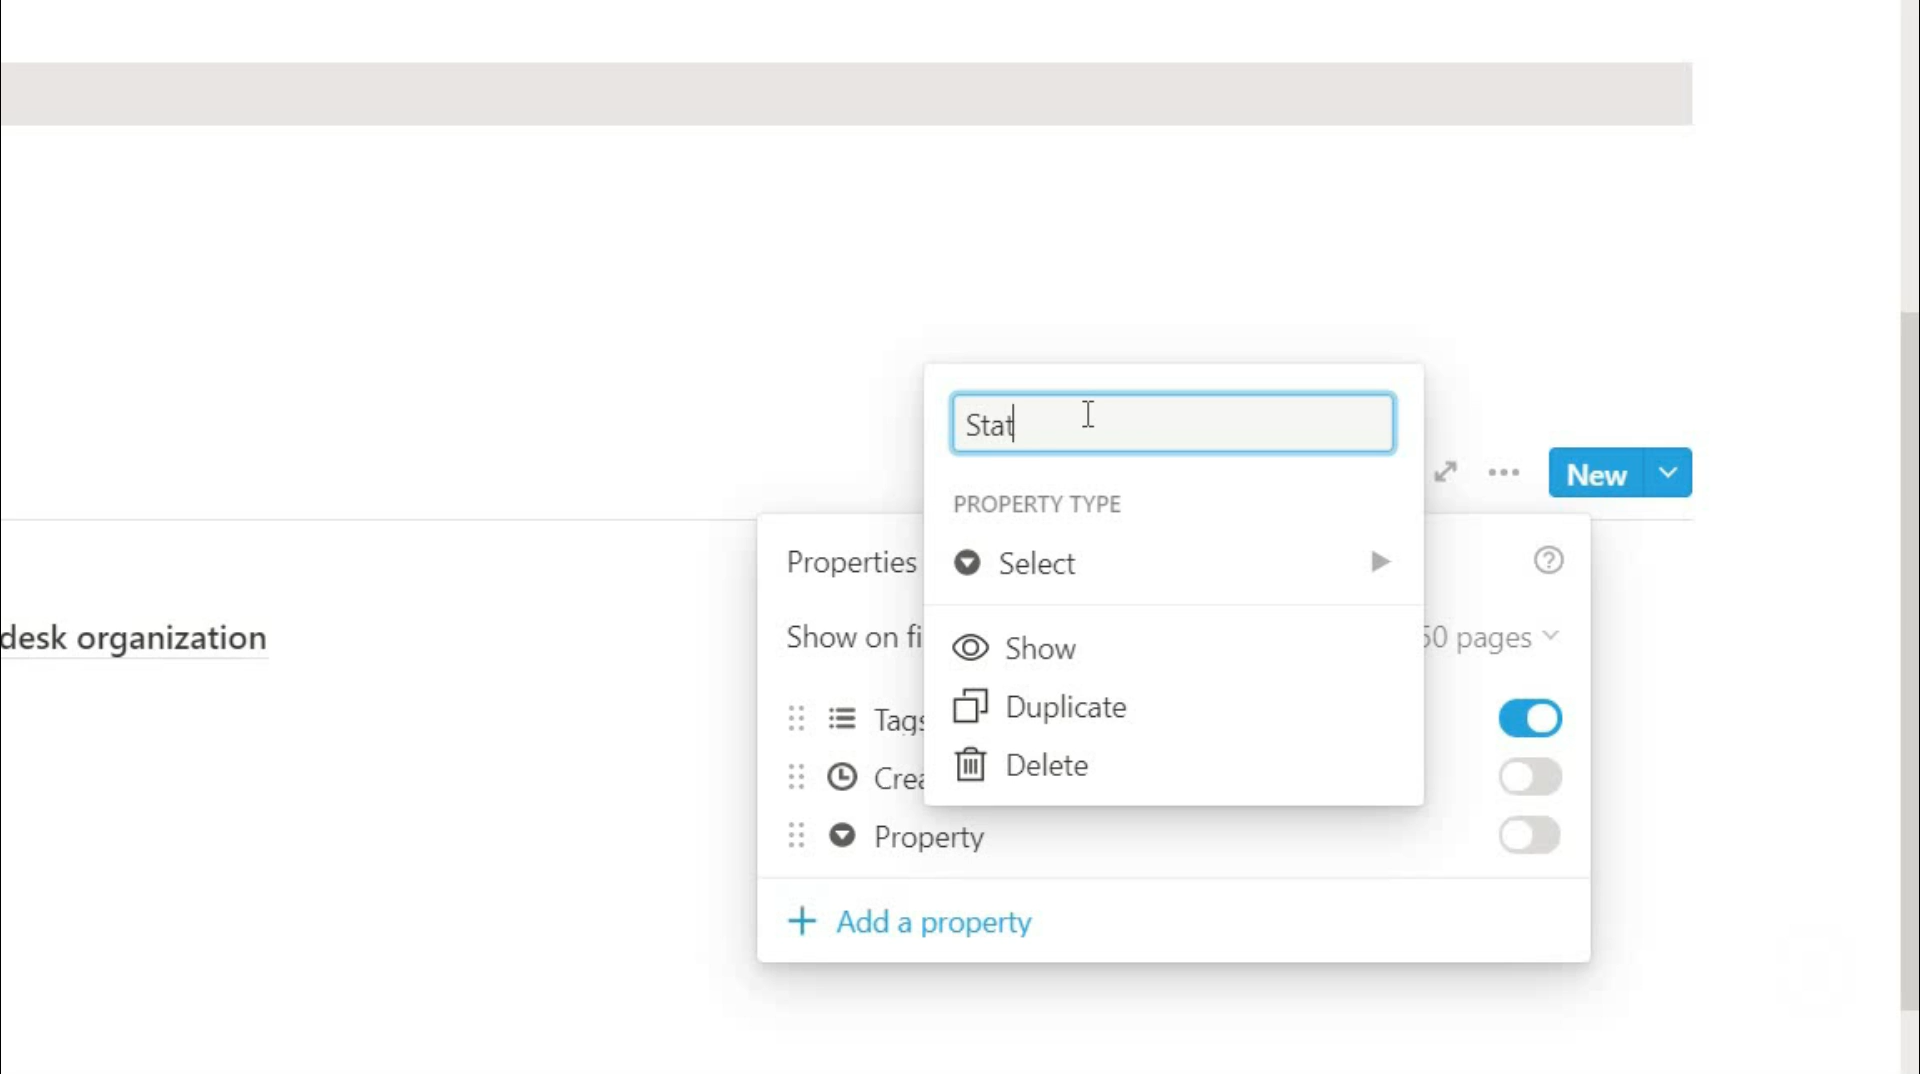 Stat
New
PROPERTY TYPE
Properties
Select
desk organization
Show on fi
50 pages
Show
Duplicate
Tags
Delete
Crea
Property
Add a property